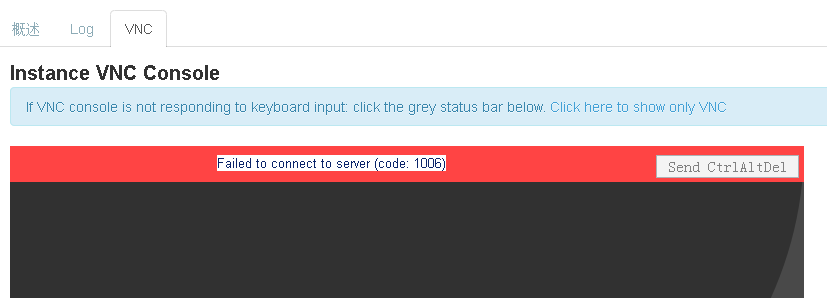 概述 Log VNC
Instance VNC Console
If VNC console is not responding to keyboard input: click the grey status bar below. Click here to show only VNC
Failed to connect to server (code: 1006) Send CtrlAltDel